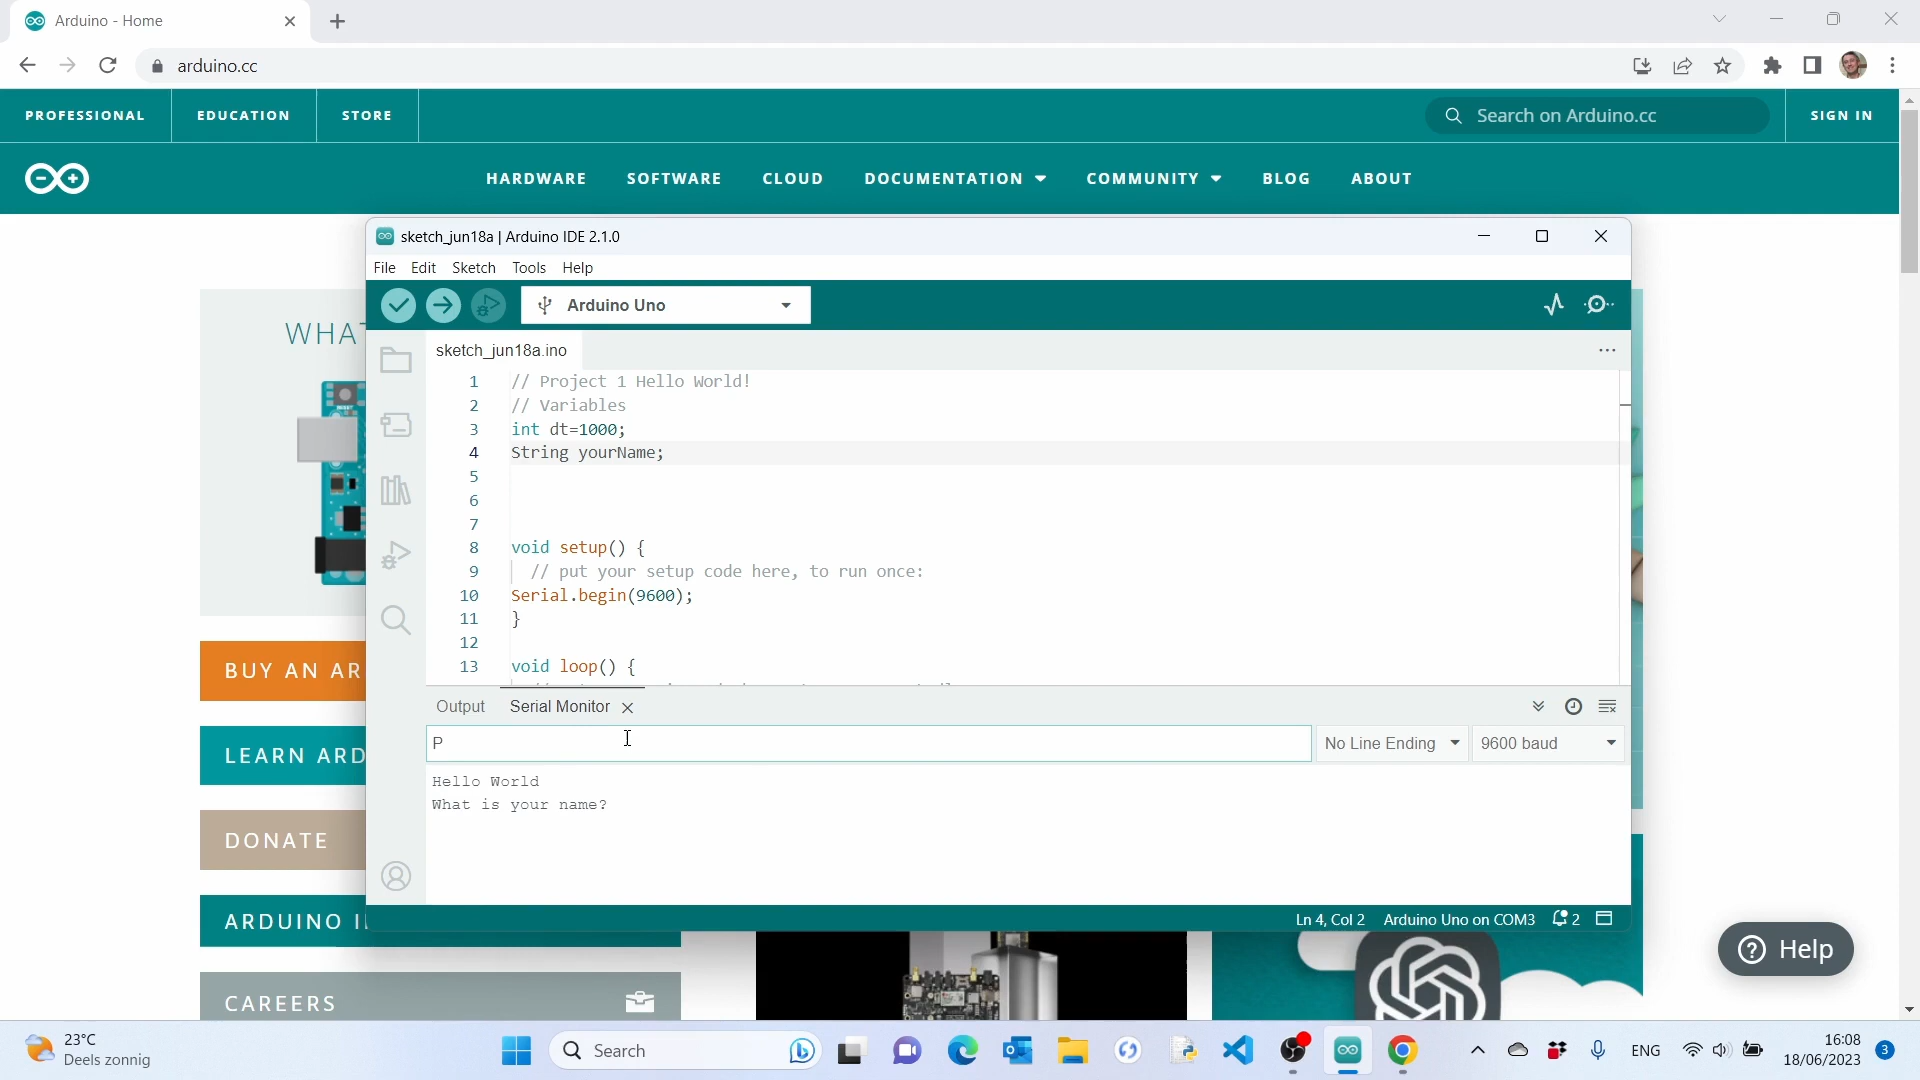 Arduino - Home
arduino.cc
PROFESSIONAL
EDUCATION
STORE
Search on Arduino.cc
SIGN IN
HARDWARE
SOFTWARE
CLOUD
DOCUMENTATION
COMMUNITY
BLOG
ABOUT
sketch_jun18a | Arduino IDE 2.1.0
File Edit Sketch Tools Help
Arduino Uno
sketch_jun18a.ino
1 // Project 1 Hello World!
2 // Variables
3 int dt=1000;
4 String yourName;
5
6
7
8 void setup() {
9 // put your setup code here, to run once:
10 Serial.begin(9600);
11 }
12
13 void loop() {
Output Serial Monitor
P
No Line Ending
9600 baud
Hello World
What is your name?
Ln 4, Col 2 Arduino Uno on COM3 2
WHAT
BUY AN AR
LEARN ARD
DONATE
ARDUINO I
CAREERS
Help
23°C
Deels zonnig
Search
ENG
16:08
18/06/2023
3